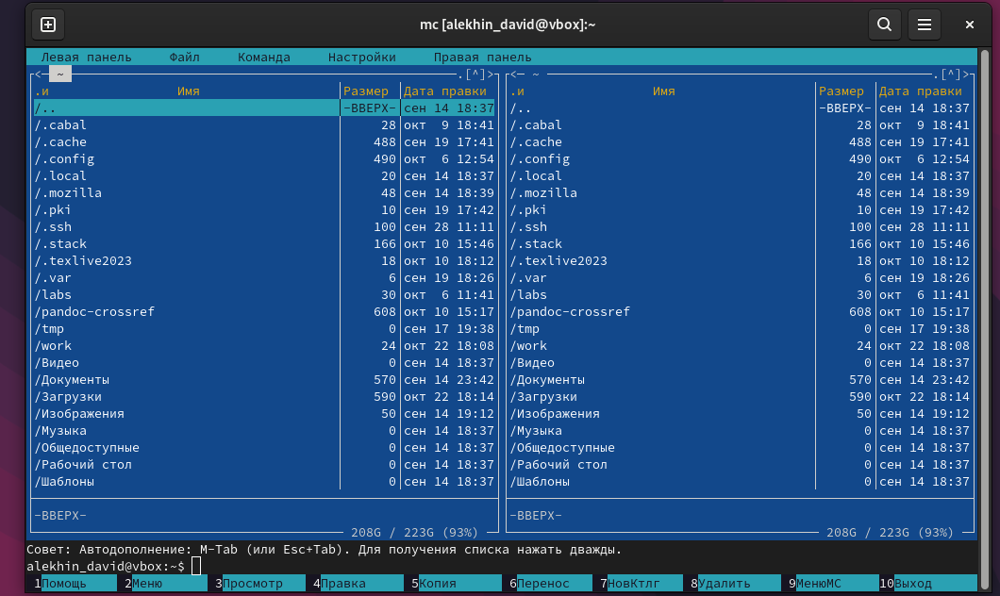 mc [alekhin_david@vbox]:~
Левая панель Файл Команда Настройки Правая панель
<─ ~ .[^]> <─ ~ .[^]>
.и Имя Размер Дата правки .и Имя Размер Дата правки
/.. -ВВЕРХ- сен 14 18:37 /.. -ВВЕРХ- сен 14 18:37
/.cabal 28 окт 9 18:41 /.cabal 28 окт 9 18:41
/.cache 488 сен 19 17:41 /.cache 488 сен 19 17:41
/.config 490 окт 6 12:54 /.config 490 окт 6 12:54
/.local 20 сен 14 18:37 /.local 20 сен 14 18:37
/.mozilla 48 сен 14 18:39 /.mozilla 48 сен 14 18:39
/.pki 10 сен 19 17:42 /.pki 10 сен 19 17:42
/.ssh 100 сен 28 11:11 /.ssh 100 сен 28 11:11
/.stack 166 окт 10 15:46 /.stack 166 окт 10 15:46
/.texlive2023 18 окт 10 18:12 /.texlive2023 18 окт 10 18:12
/.var 6 сен 19 18:26 /.var 6 сен 19 18:26
/labs 30 окт 6 11:41 /labs 30 окт 6 11:41
/pandoc-crossref 608 окт 10 15:17 /pandoc-crossref 608 окт 10 15:17
/tmp 0 сен 17 19:38 /tmp 0 сен 17 19:38
/work 24 окт 22 18:08 /work 24 окт 22 18:08
/Видео 0 сен 14 18:37 /Видео 0 сен 14 18:37
/Документы 570 сен 14 23:42 /Документы 570 сен 14 23:42
/Загрузки 590 окт 22 18:14 /Загрузки 590 окт 22 18:14
/Изображения 50 сен 14 19:12 /Изображения 50 сен 14 19:12
/Музыка 0 сен 14 18:37 /Музыка 0 сен 14 18:37
/Общедоступные 0 сен 14 18:37 /Общедоступные 0 сен 14 18:37
/Рабочий стол 0 сен 14 18:37 /Рабочий стол 0 сен 14 18:37
/Шаблоны 0 сен 14 18:37 /Шаблоны 0 сен 14 18:37
-ВВЕРХ- -ВВЕРХ-
208G / 223G (93%) 208G / 223G (93%)
Совет: Автодополнение: M-Tab (или Esc+Tab). Для получения списка нажать дважды.
alekhin_david@vbox:~$
1Помощь 2Меню 3Просмотр 4Правка 5Копия 6Перенос 7НовКтлг 8Удалить 9МенюMC 10Выход